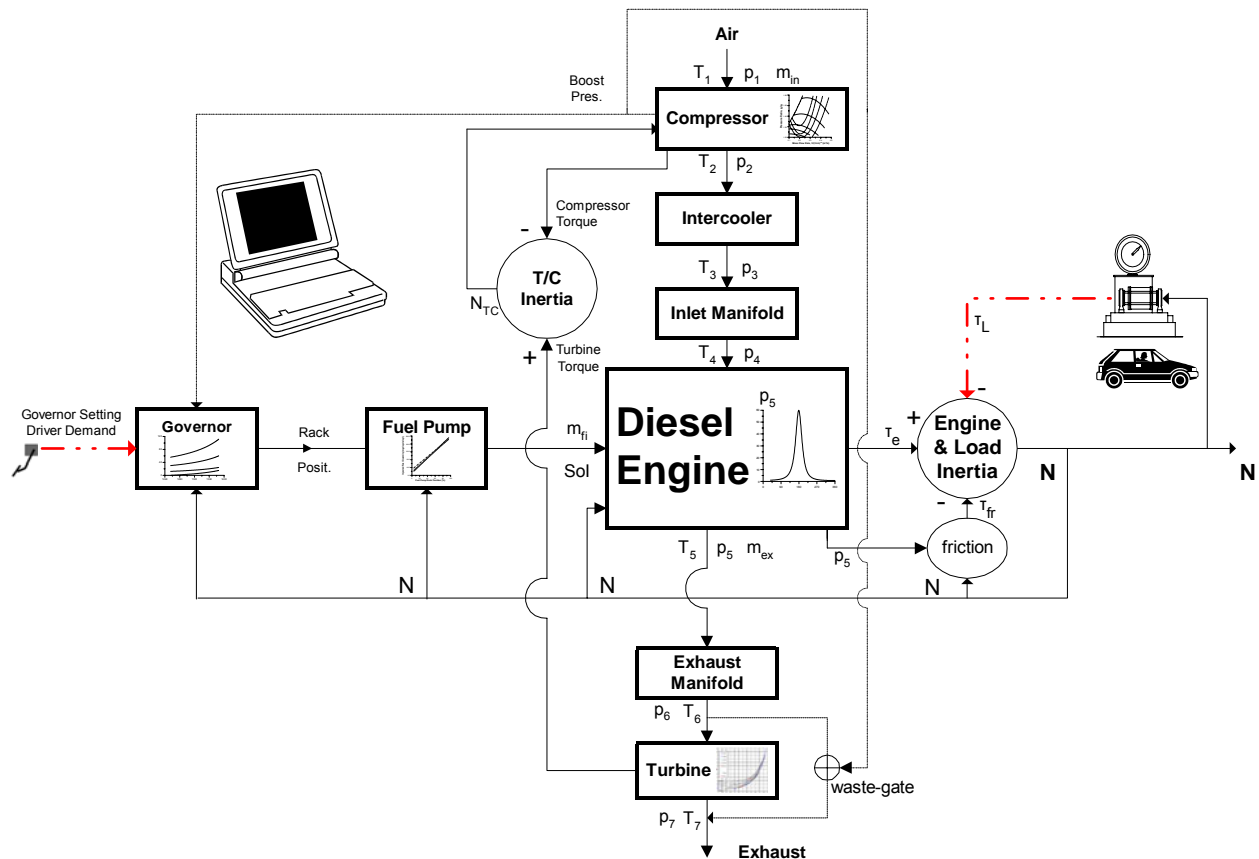 Air
T1 p1 min
Boost
Pres.
Compressor
T2 p2
Compressor
Torque
-
Intercooler
T/C
Inertia
NTC
T3 p3
Inlet Manifold
τL
+
Turbine
Torque
T4 p4
-
Governor Setting
Driver Demand
Governor
Rack
Posit.
Fuel Pump
mfi
Sol
Diesel
Engine
p5
τe
+
Engine
& Load
Inertia
N
N
-
τfr
friction
T5 p5 mex
p5
N
N
N
Exhaust
Manifold
p6 T6
Turbine
waste-gate
p7 T7
Exhaust